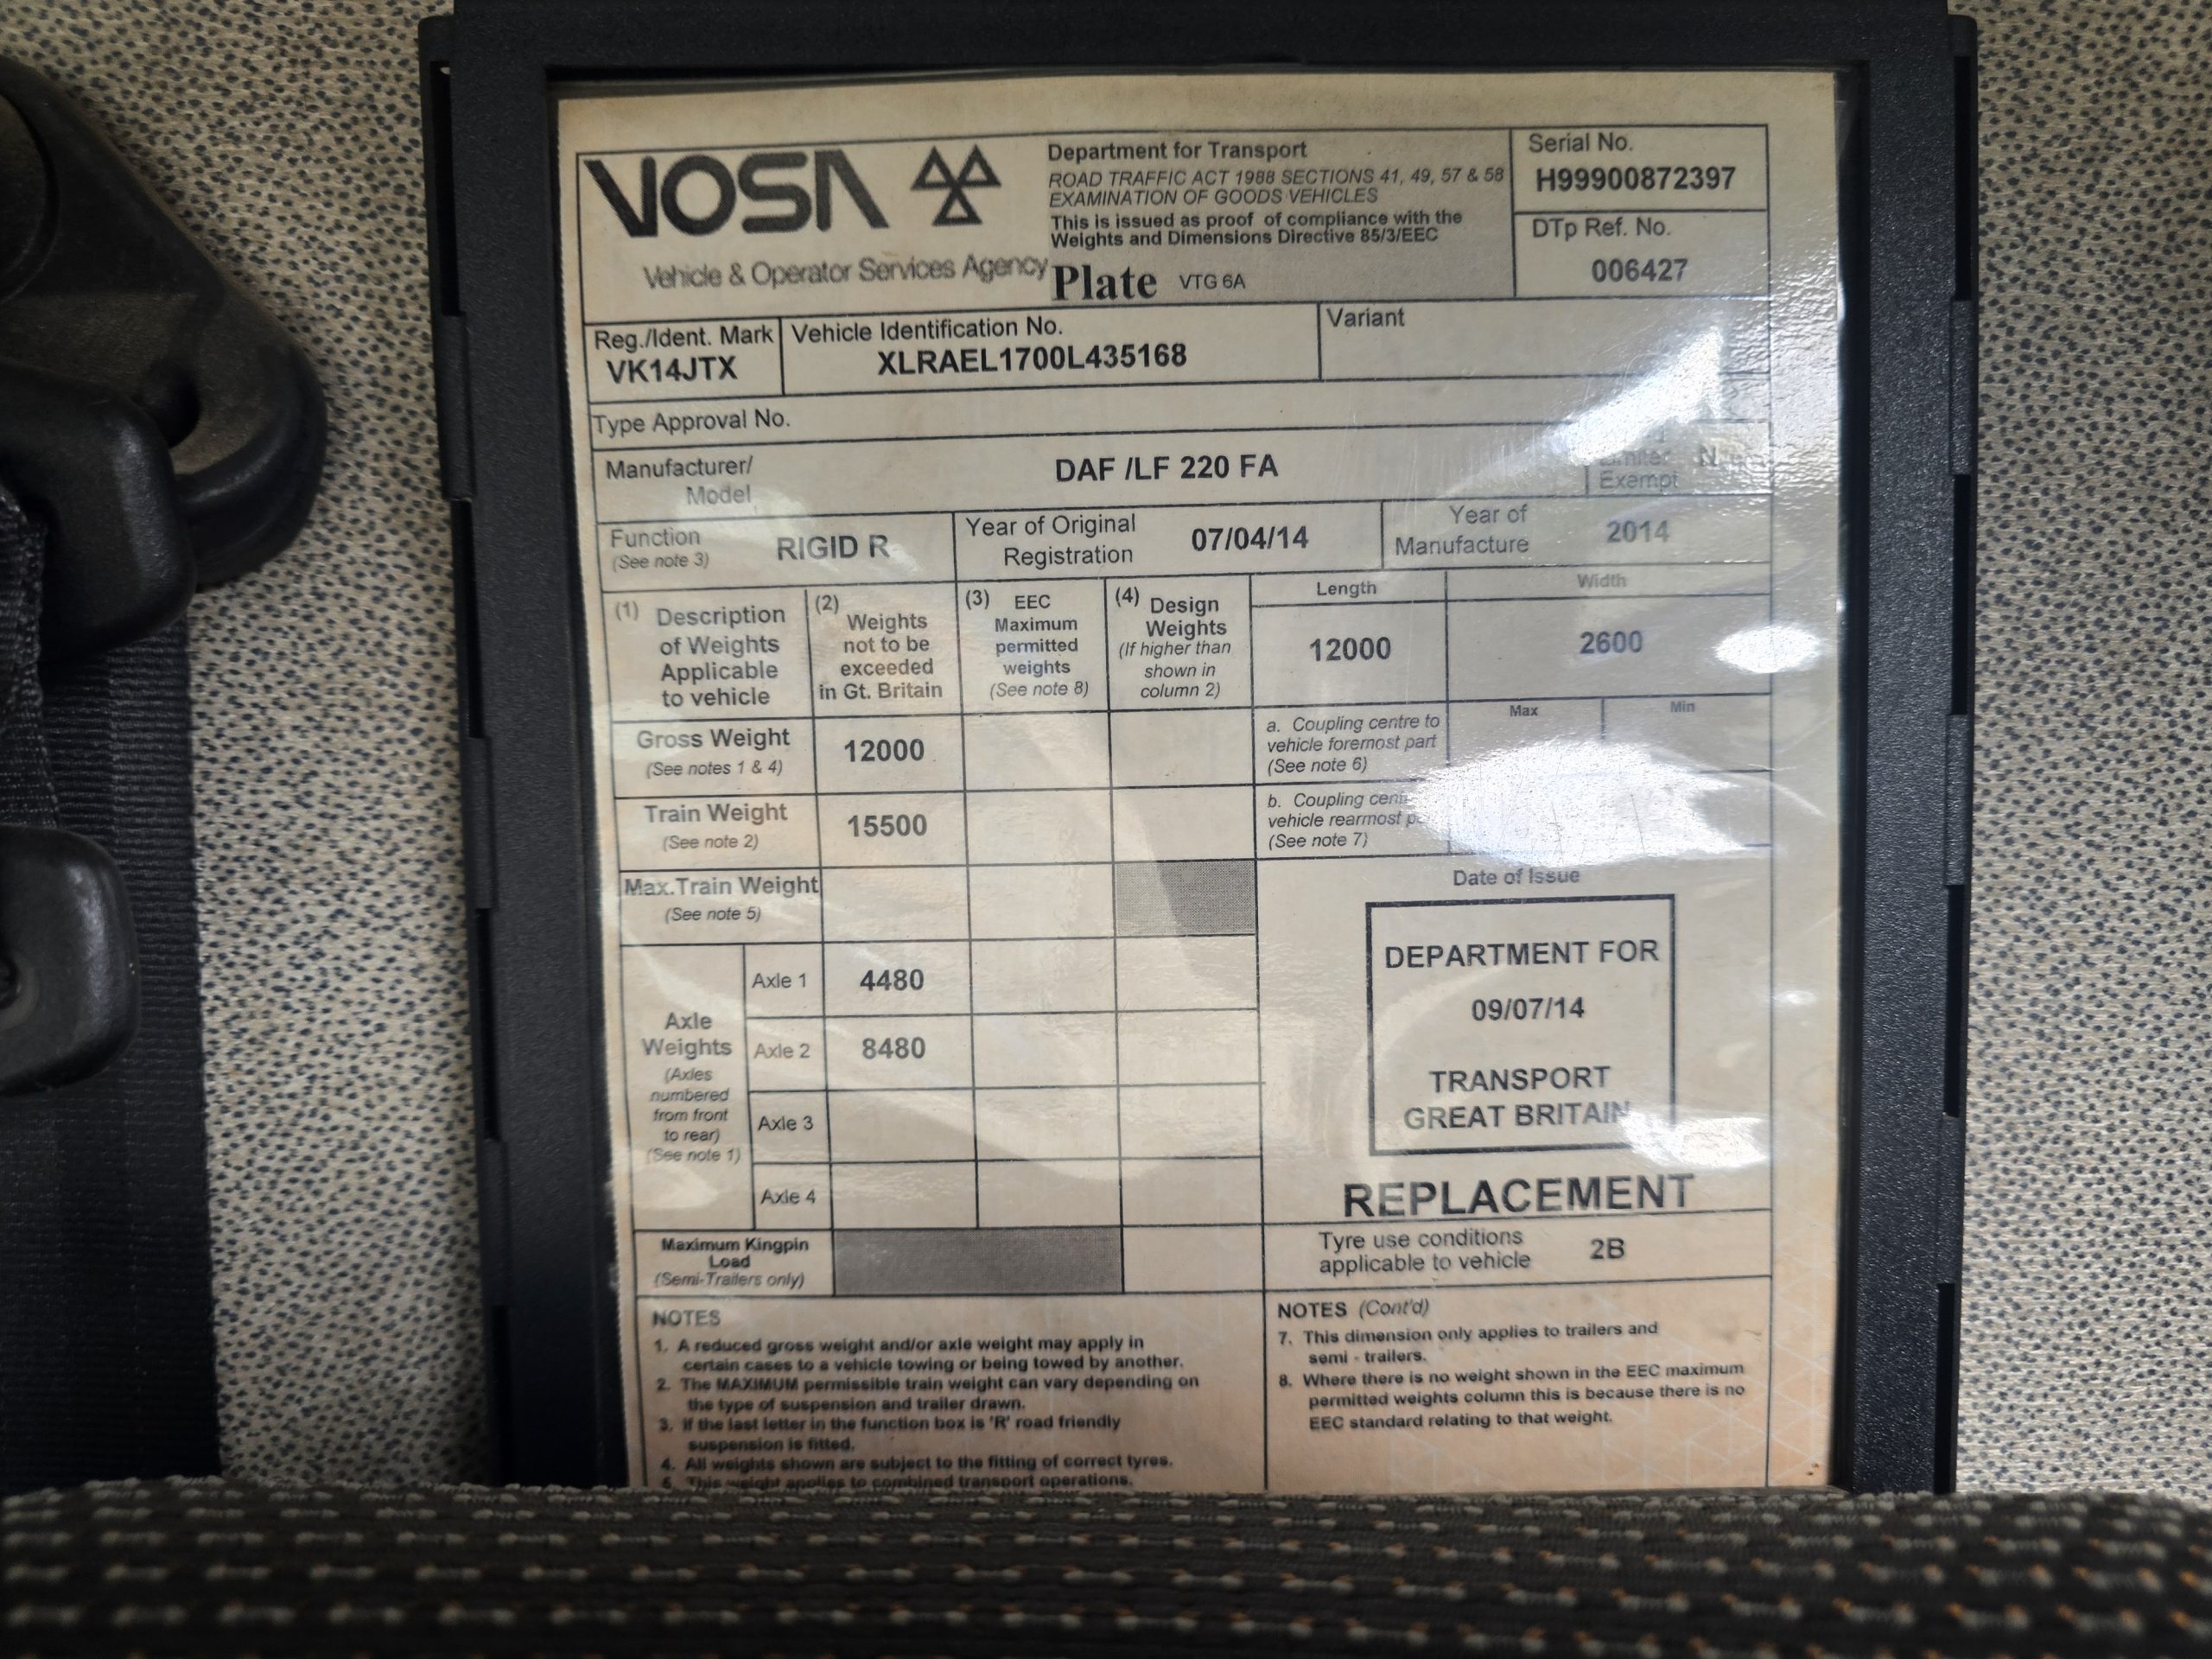 VOSA
Vehicle & Operator Services Agency
Department for Transport
ROAD TRAFFIC ACT 1988 SECTIONS 41, 49, 57 & 58
EXAMINATION OF GOODS VEHICLES
This is issued as proof of compliance with the
Weights and Dimensions Directive 85/3/EEC
Plate VTG 6A
Serial No.
H99900872397
DTp Ref. No.
006427
Reg./Ident. Mark
VK14JTX
Vehicle Identification No.
XLRAEL1700L435168
Variant
Type Approval No.
Manufacturer/
Model
DAF /LF 220 FA
Limiter
Exempt
Function
(See note 3)
RIGID R
Year of Original
Registration
07/04/14
Year of
Manufacture
2014
(1) Description
of Weights
Applicable
to vehicle
(2) Weights
not to be
exceeded
in Gt. Britain
(3) EEC
Maximum
permitted
weights
(See note 8)
(4) Design
Weights
(If higher than
shown in
column 2)
Length
12000
Width
2600
Gross Weight
(See notes 1 & 4)
12000
a. Coupling centre to
vehicle foremost part
(See note 6)
Max
Min
Train Weight
(See note 2)
15500
b. Coupling
vehicle rearmost
(See note 7)
Max.Train Weight
(See note 5)
Axle
Weights
(Axles
numbered
from front
to rear)
(See note 1)
Axle 1
4480
Axle 2
8480
Axle 3
Axle 4
Maximum Kingpin
Load
(Semi-Trailers only)
Date of Issue
DEPARTMENT FOR
09/07/14
TRANSPORT
GREAT BRITAIN
REPLACEMENT
Tyre use conditions
applicable to vehicle
2B
NOTES
1. A reduced gross weight and/or axle weight may apply in
certain cases to a vehicle towing or being towed by another.
2. The MAXIMUM permissible train weight can vary depending on
the type of suspension and trailer drawn.
3. If the last letter in the function box is 'R' road friendly
suspension is fitted.
4. All weights shown are subject to the fitting of correct tyres.
5. This weight applies to combined transport operations.
NOTES (Cont'd)
7. This dimension only applies to trailers and
semi - trailers.
8. Where there is no weight shown in the EEC maximum
permitted weights column this is because there is no
EEC standard relating to that weight.